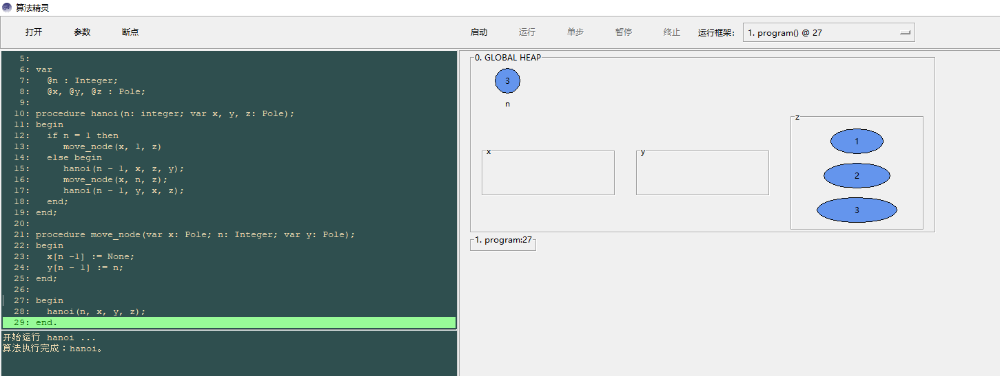 算法精灵
打开 参数 断点 启动 运行 单步 暂停 终止 运行框架: 1. program() @ 27
5:
6: var
7:   @n : Integer;
8:   @x, @y, @z : Pole;
9:
10: procedure hanoi(n: integer; var x, y, z: Pole);
11: begin
12:   if n = 1 then
13:      move_node(x, 1, z)
14:   else begin
15:      hanoi(n - 1, x, z, y);
16:      move_node(x, n, z);
17:      hanoi(n - 1, y, x, z);
18:   end;
19: end;
20:
21: procedure move_node(var x: Pole; n: Integer; var y: Pole);
22: begin
23:   x[n -1] := None;
24:   y[n - 1] := n;
25: end;
26:
27: begin
28:   hanoi(n, x, y, z);
29: end.
开始运行 hanoi ...
算法执行完成：hanoi。
0. GLOBAL HEAP
3
n
x
y
z
1
2
3
1. program:27